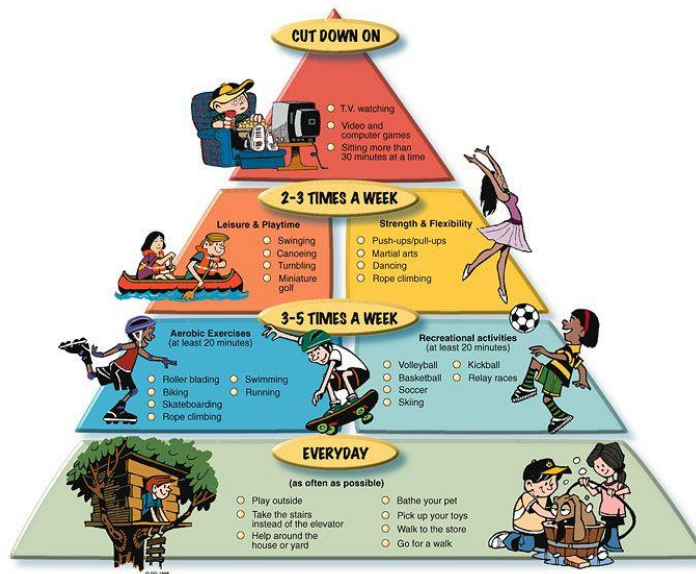 CUT DOWN ON
T.V. watching
Video and
computer games
Sitting more than
30 minutes at a time
2-3 TIMES A WEEK
Leisure & Playtime
Swinging
Canoeing
Tumbling
Miniature
golf
Strength & Flexibility
Push-ups/pull-ups
Martial arts
Dancing
Rope climbing
3-5 TIMES A WEEK
Aerobic Exercises
(at least 20 minutes)
Roller blading
Biking
Skateboarding
Rope climbing
Swimming
Running
Recreational activities
(at least 20 minutes)
Volleyball
Basketball
Soccer
Skiing
Kickball
Relay races
EVERYDAY
(as often as possible)
Play outside
Take the stairs
instead of the elevator
Help around the
house or yard
Bathe your pet
Pick up your toys
Walk to the store
Go for a walk